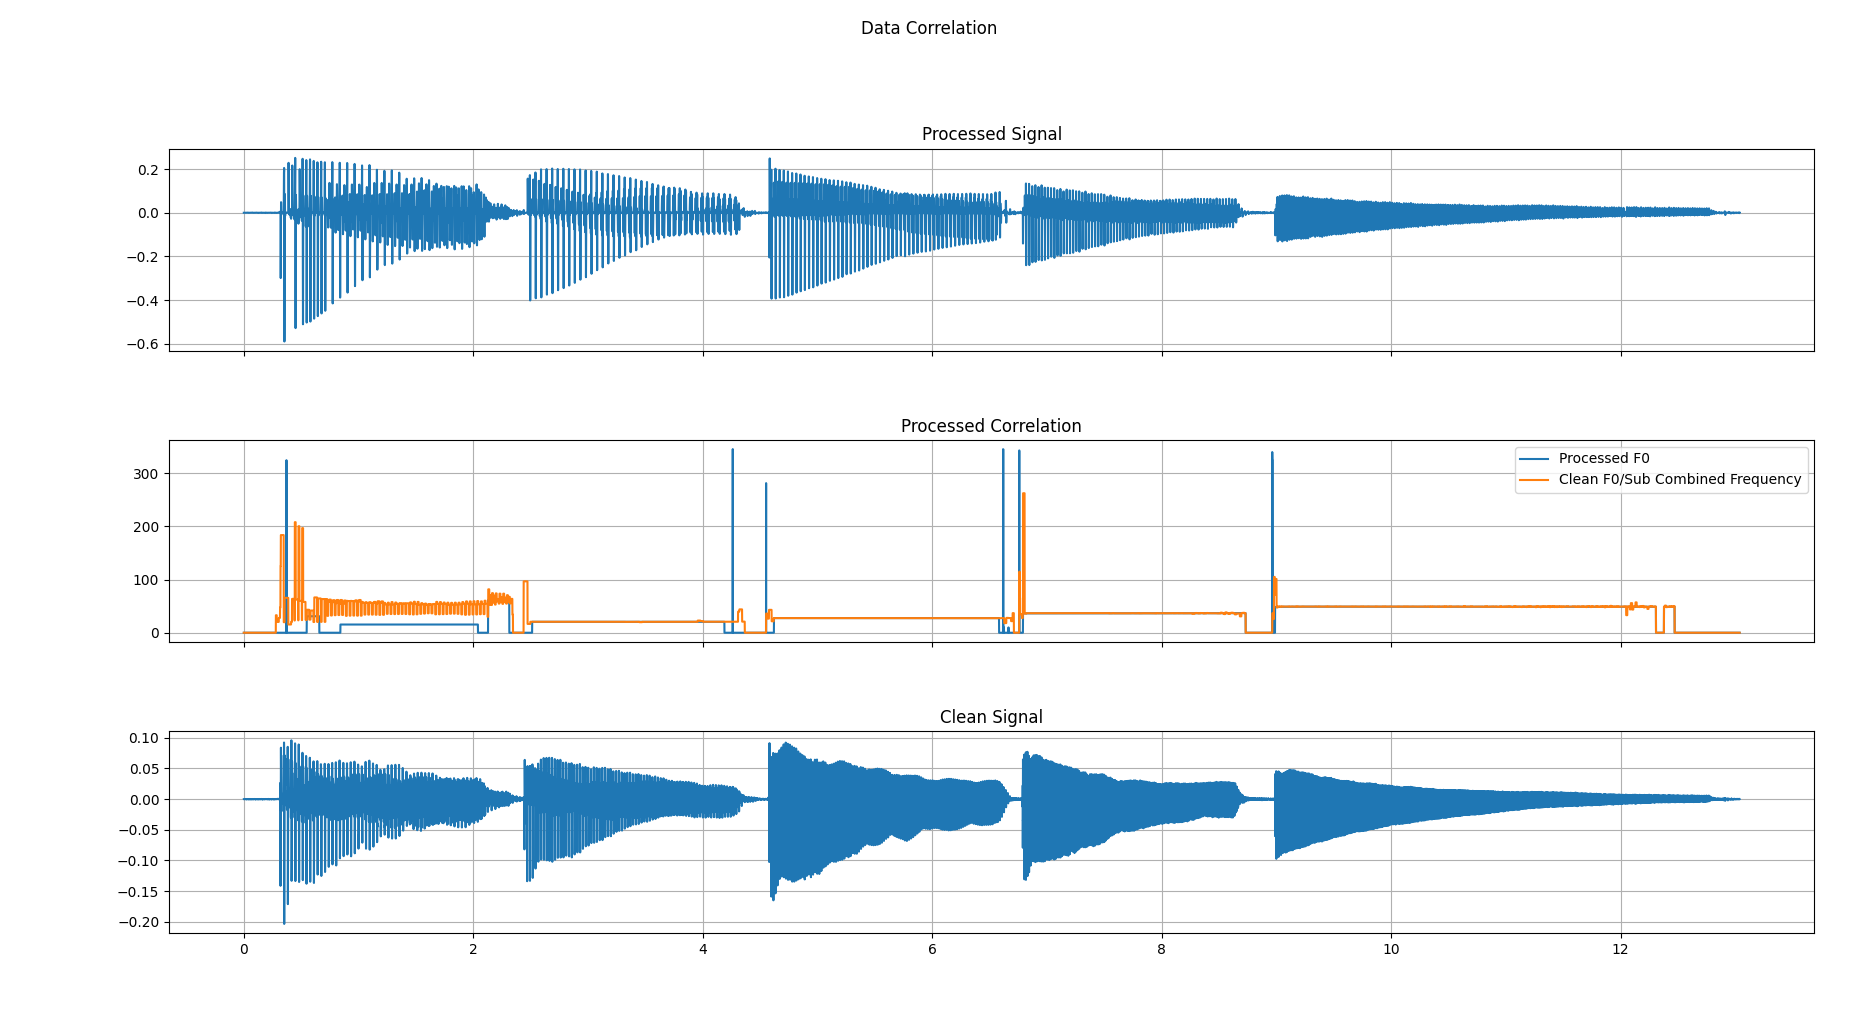 Data Correlation
Processed Signal
0.2
0.0
−0.2
−0.4
−0.6
Processed Correlation
300
200
100
0
Processed F0
Clean F0/Sub Combined Frequency
Clean Signal
0.10
0.05
0.00
−0.05
−0.10
−0.15
−0.20
0 2 4 6 8 10 12